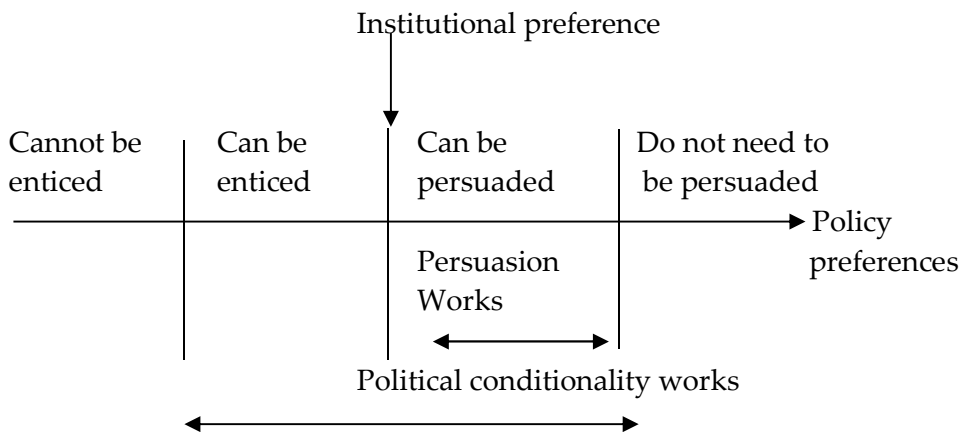 Institutional preference
Cannot be
enticed
Can be
enticed
Can be
persuaded
Do not need to
be persuaded
Policy
preferences
Persuasion
Works
Political conditionality works